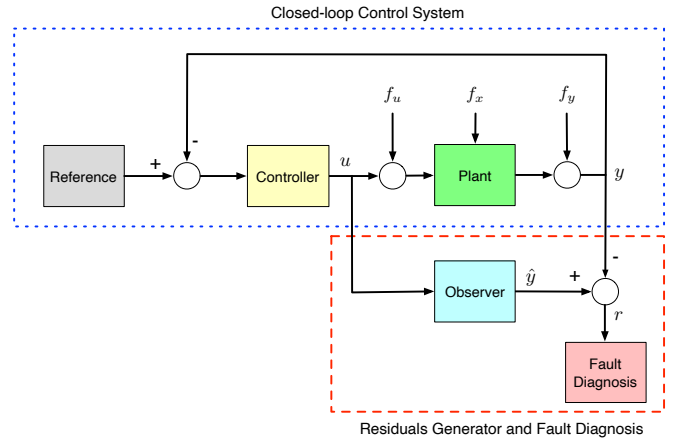 Closed-loop Control System
f_u
f_x
f_y
-
+
Reference
Controller
u
Plant
y
-
+
Observer
ŷ
r
Fault
Diagnosis
Residuals Generator and Fault Diagnosis